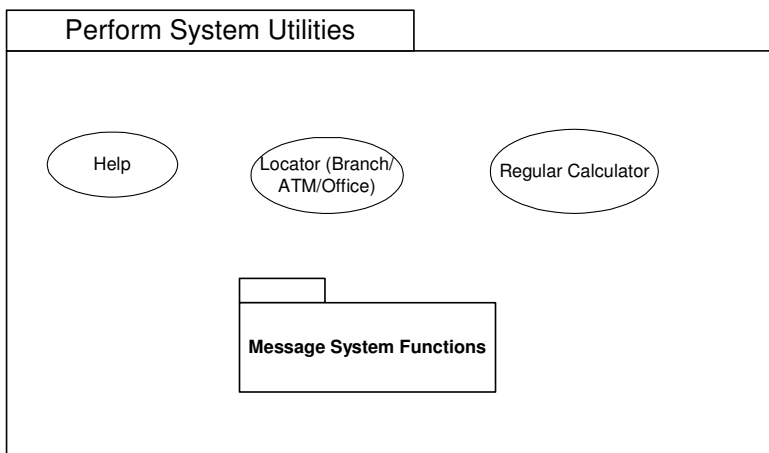 Perform System Utilities
Help
Locator (Branch/
ATM/Office)
Regular Calculator
Message System Functions